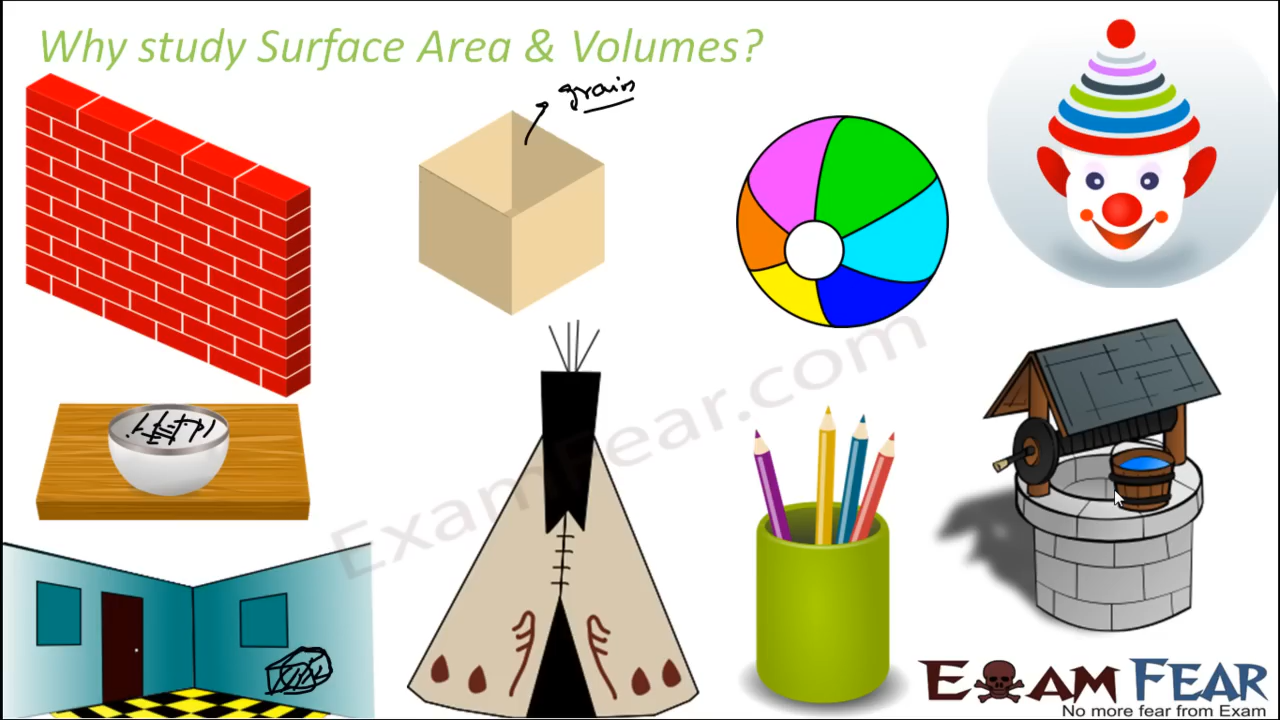 Why study Surface Area & Volumes?
grain
ExamFear.com
EXAM FEAR
No more fear from Exam